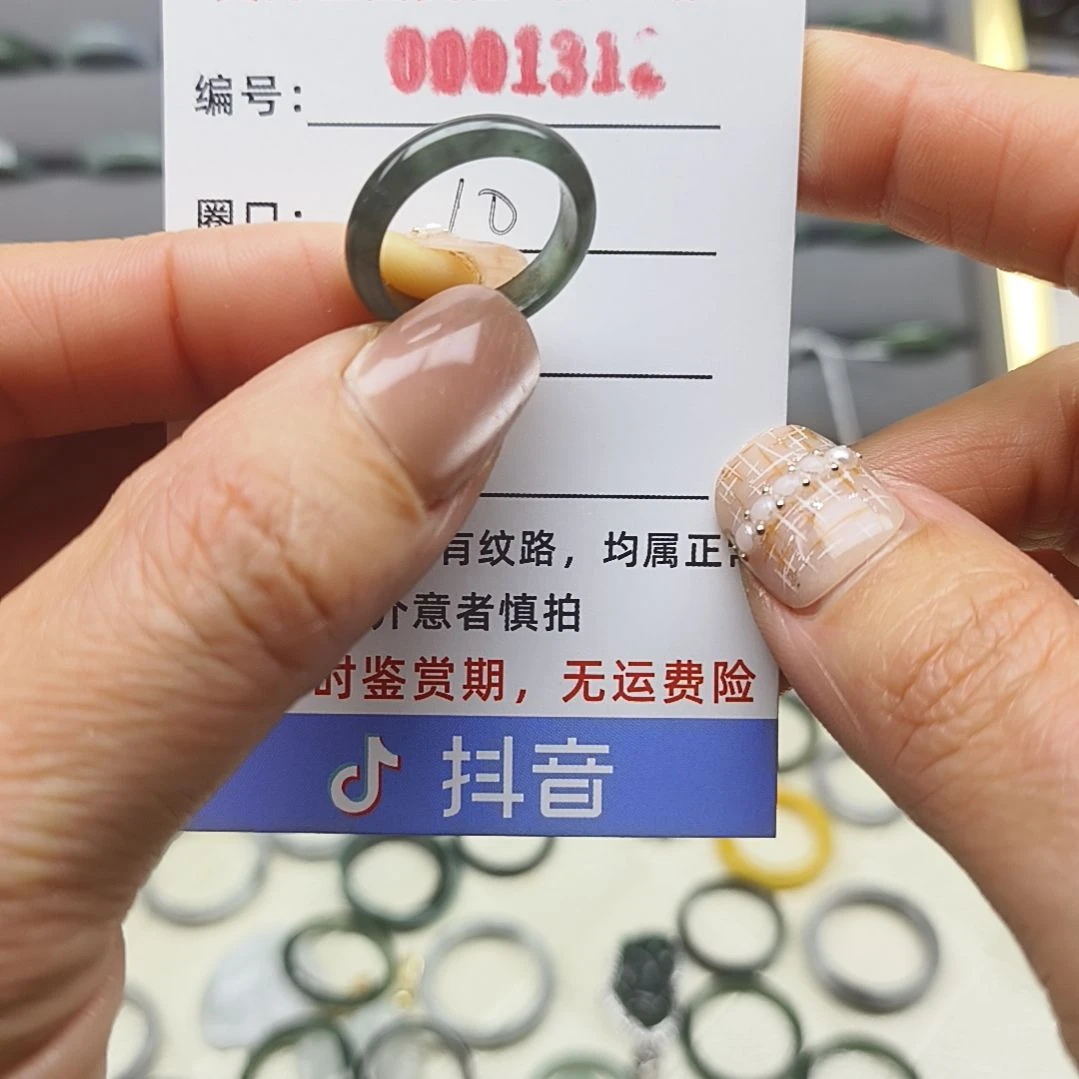 编号: 000131
圈口: 10
有纹路，均属正常
介意者慎拍
时鉴赏期，无运费险
抖音